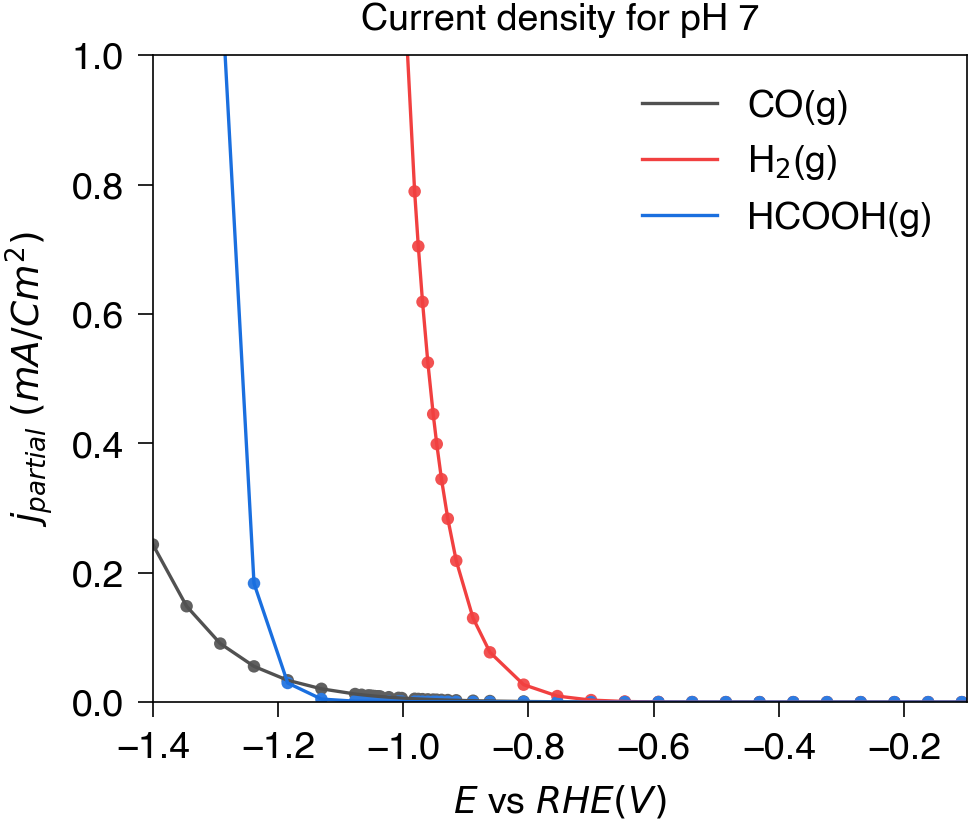 Current density for pH 7
1.0
0.8
0.6
0.4
0.2
0.0
j_partial (mA/Cm²)
CO(g)
H₂(g)
HCOOH(g)
−1.4 −1.2 −1.0 −0.8 −0.6 −0.4 −0.2
E vs RHE(V)